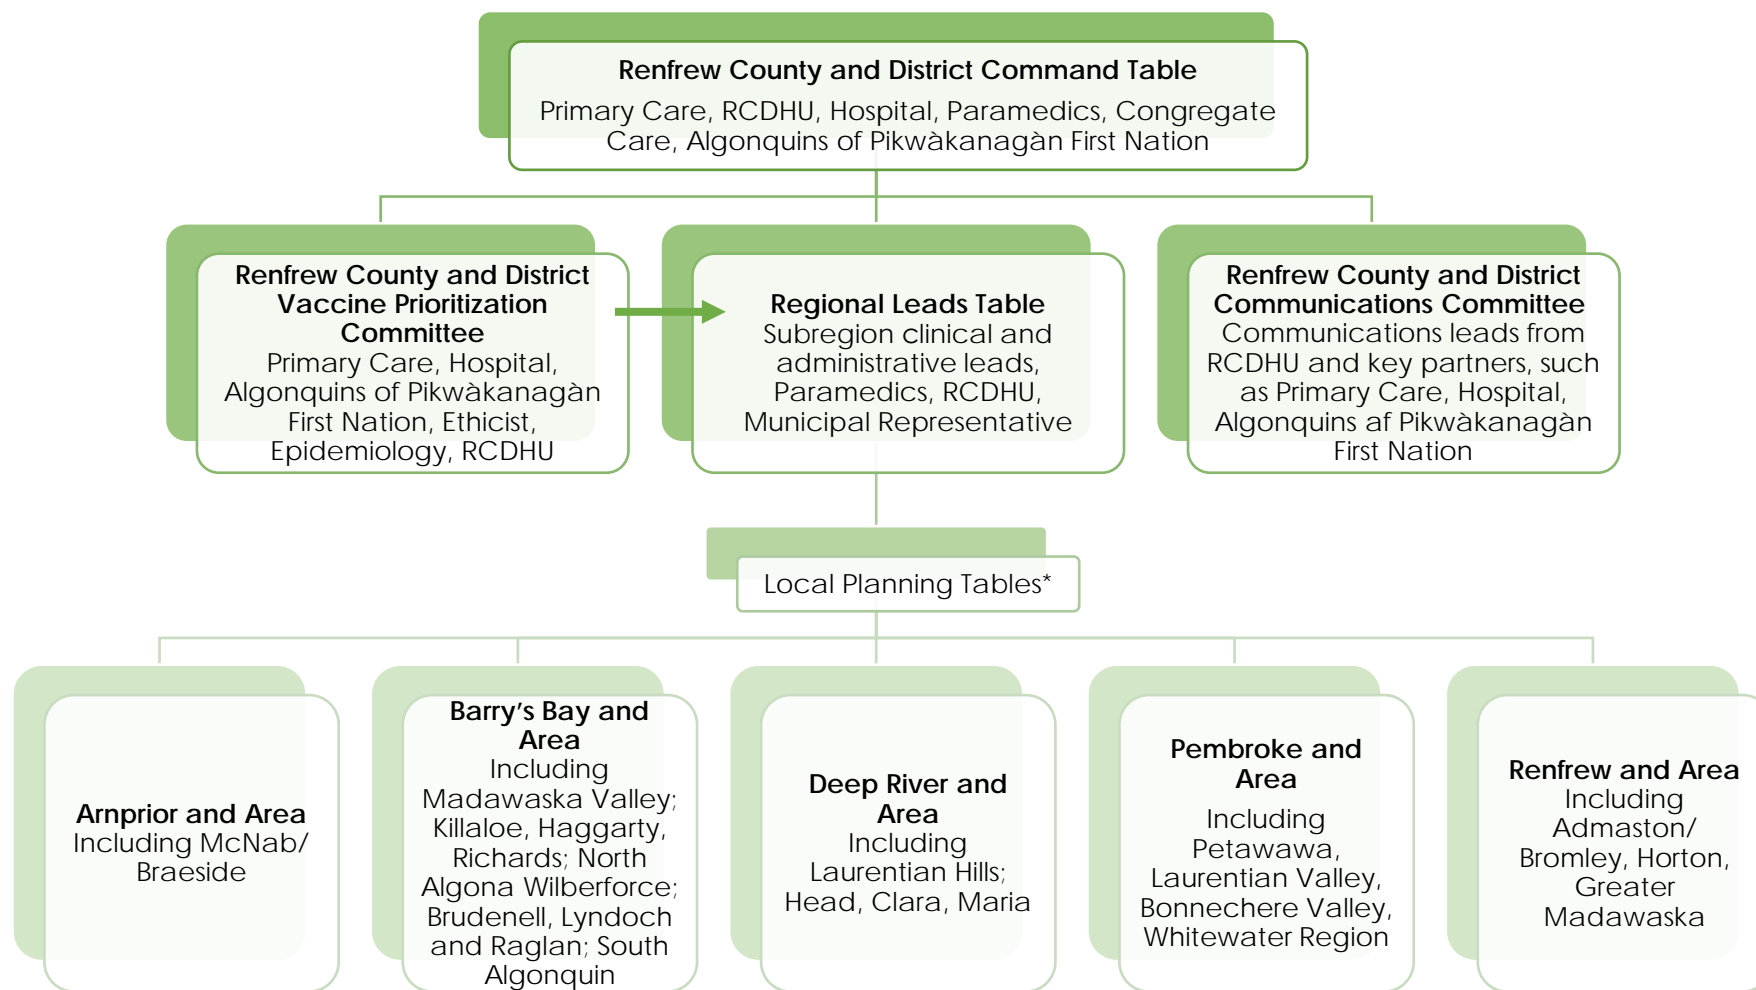 Renfrew County and District Command Table
Primary Care, RCDHU, Hospital, Paramedics, Congregate
Care, Algonquins of Pikwàkanagàn First Nation
Renfrew County and District
Vaccine Prioritization
Committee
Primary Care, Hospital,
Algonquins of Pikwàkanagàn
First Nation, Ethicist,
Epidemiology, RCDHU
Regional Leads Table
Subregion clinical and
administrative leads,
Paramedics, RCDHU,
Municipal Representative
Renfrew County and District
Communications Committee
Communications leads from
RCDHU and key partners, such
as Primary Care, Hospital,
Algonquins af Pikwàkanagàn
First Nation
Local Planning Tables*
Arnprior and Area
Including McNab/
Braeside
Barry’s Bay and
Area
Including
Madawaska Valley;
Killaloe, Haggarty,
Richards; North
Algona Wilberforce;
Brudenell, Lyndoch
and Raglan; South
Algonquin
Deep River and
Area
Including
Laurentian Hills;
Head, Clara, Maria
Pembroke and
Area
Including
Petawawa,
Laurentian Valley,
Bonnechere Valley,
Whitewater Region
Renfrew and Area
Including
Admaston/
Bromley, Horton,
Greater
Madawaska